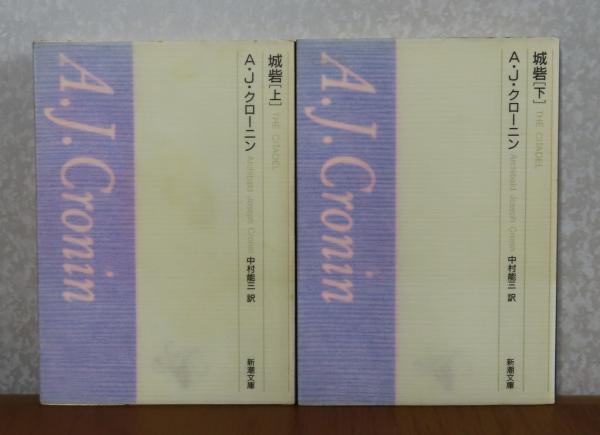 城砦[上]
THE CITADEL
A・J・クローニン
Archibald Joseph Cronin
中村能三 訳
新潮文庫
A.J.Cronin
城砦[下]
THE CITADEL
A・J・クローニン
Archibald Joseph Cronin
中村能三 訳
新潮文庫
A.J.Cronin